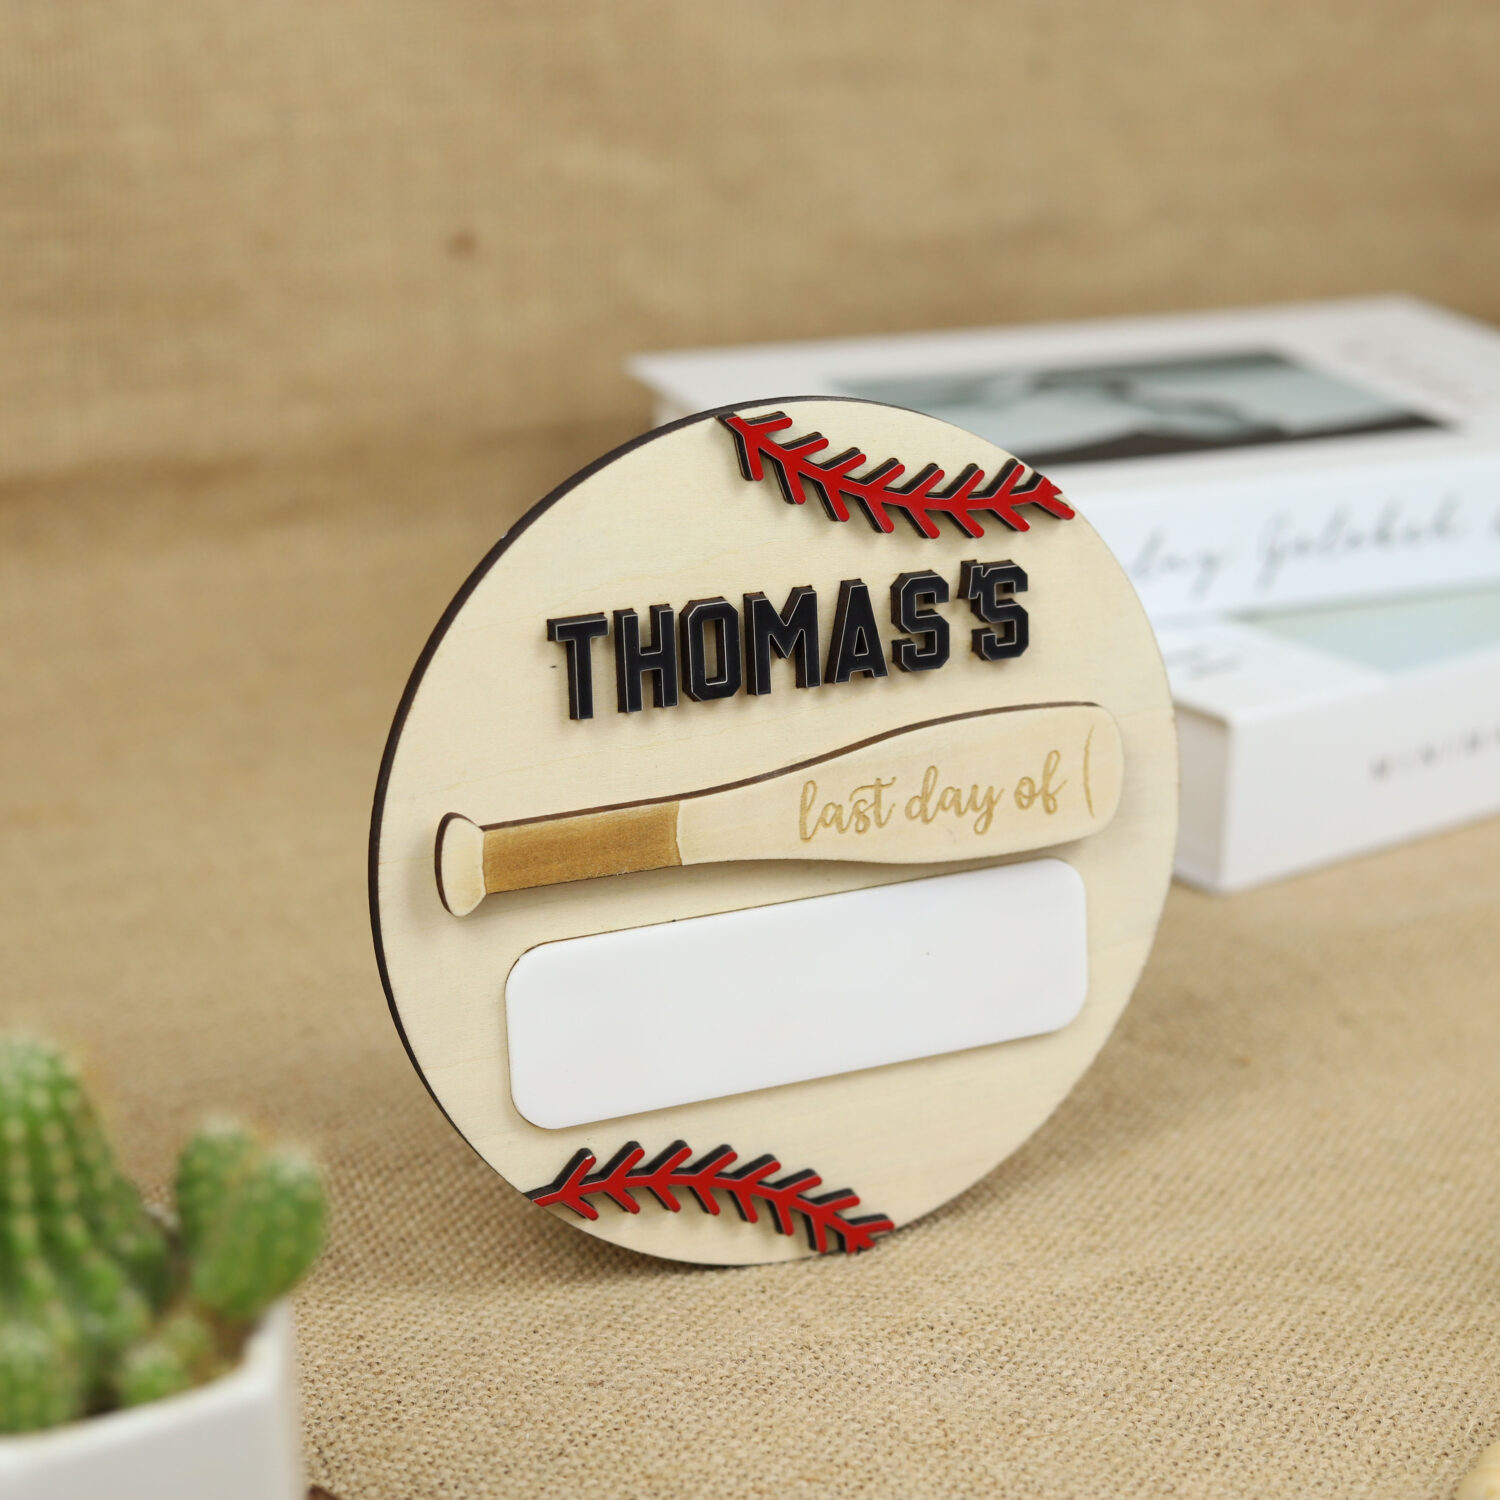 THOMAS'S
last day of